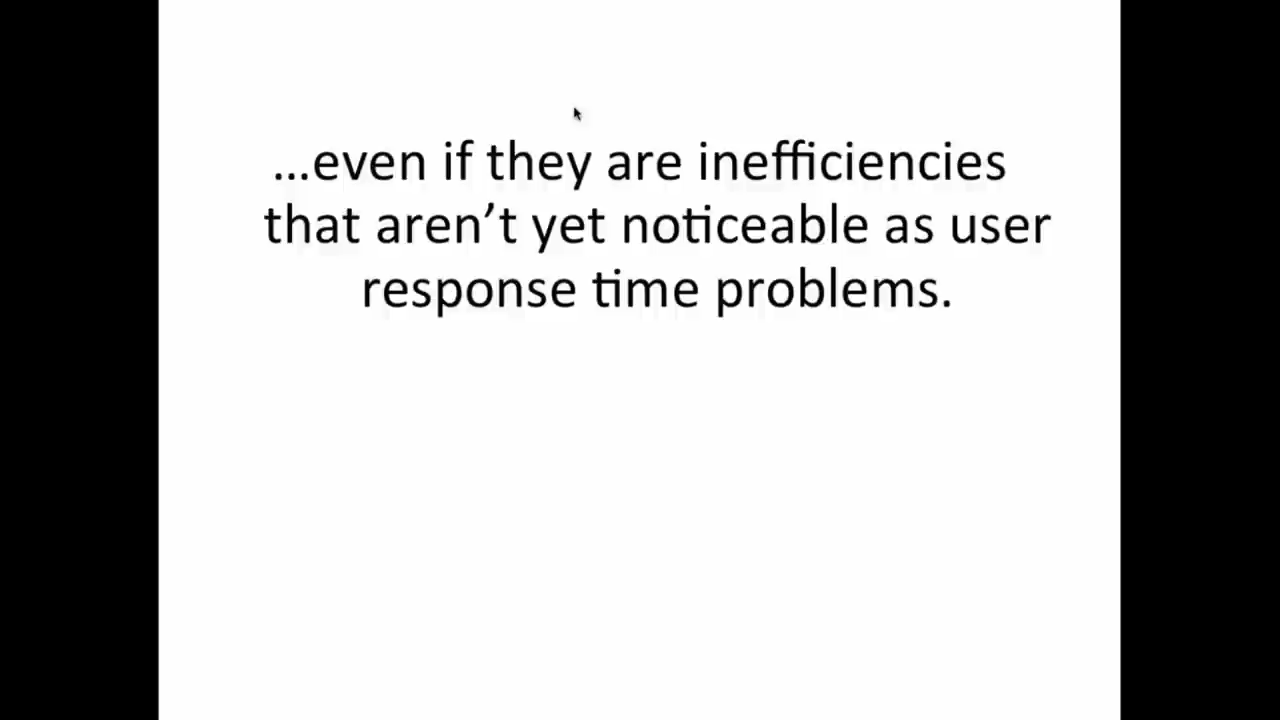 ...even if they are inefficiencies
that aren’t yet noticeable as user
response time problems.